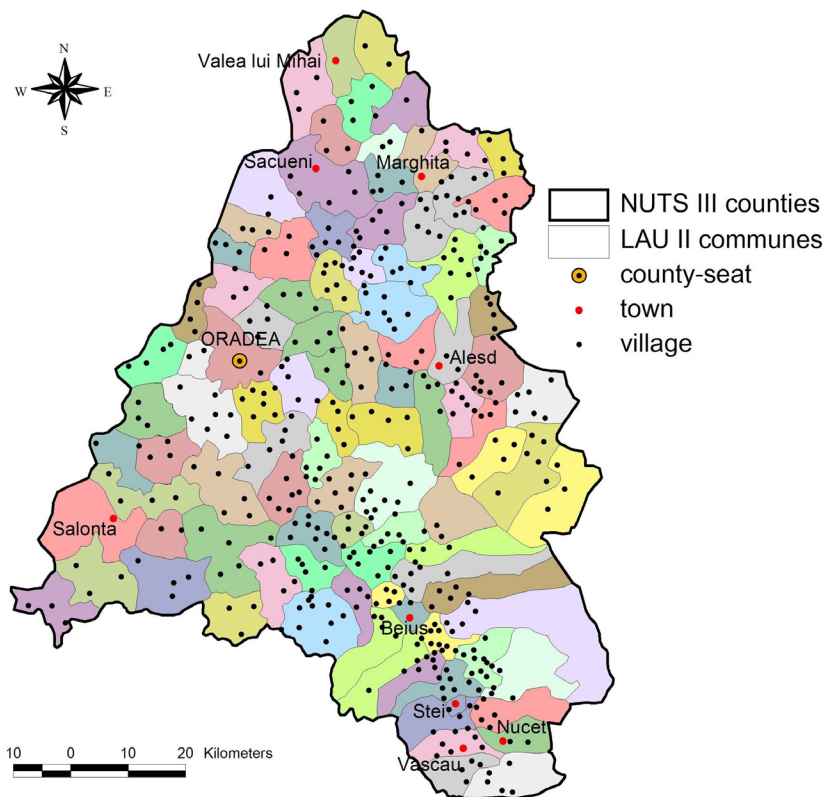 N
W E
S
Valea lui Mihai
Sacueni
Marghita
NUTS III counties
LAU II communes
county-seat
town
village
ORADEA
Alesd
Salonta
Beius
Stei
Nucet
Vascau
10 0 10 20 Kilometers